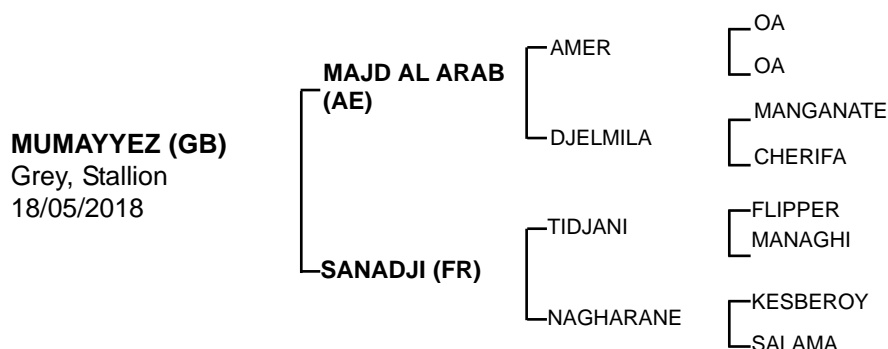 MUMAYYEZ (GB)
Grey, Stallion
18/05/2018
MAJD AL ARAB
(AE)
SANADJI (FR)
AMER
DJELMILA
TIDJANI
NAGHARANE
OA
OA
MANGANATE
CHERIFA
FLIPPER
MANAGHI
KESBEROY
SALAMA